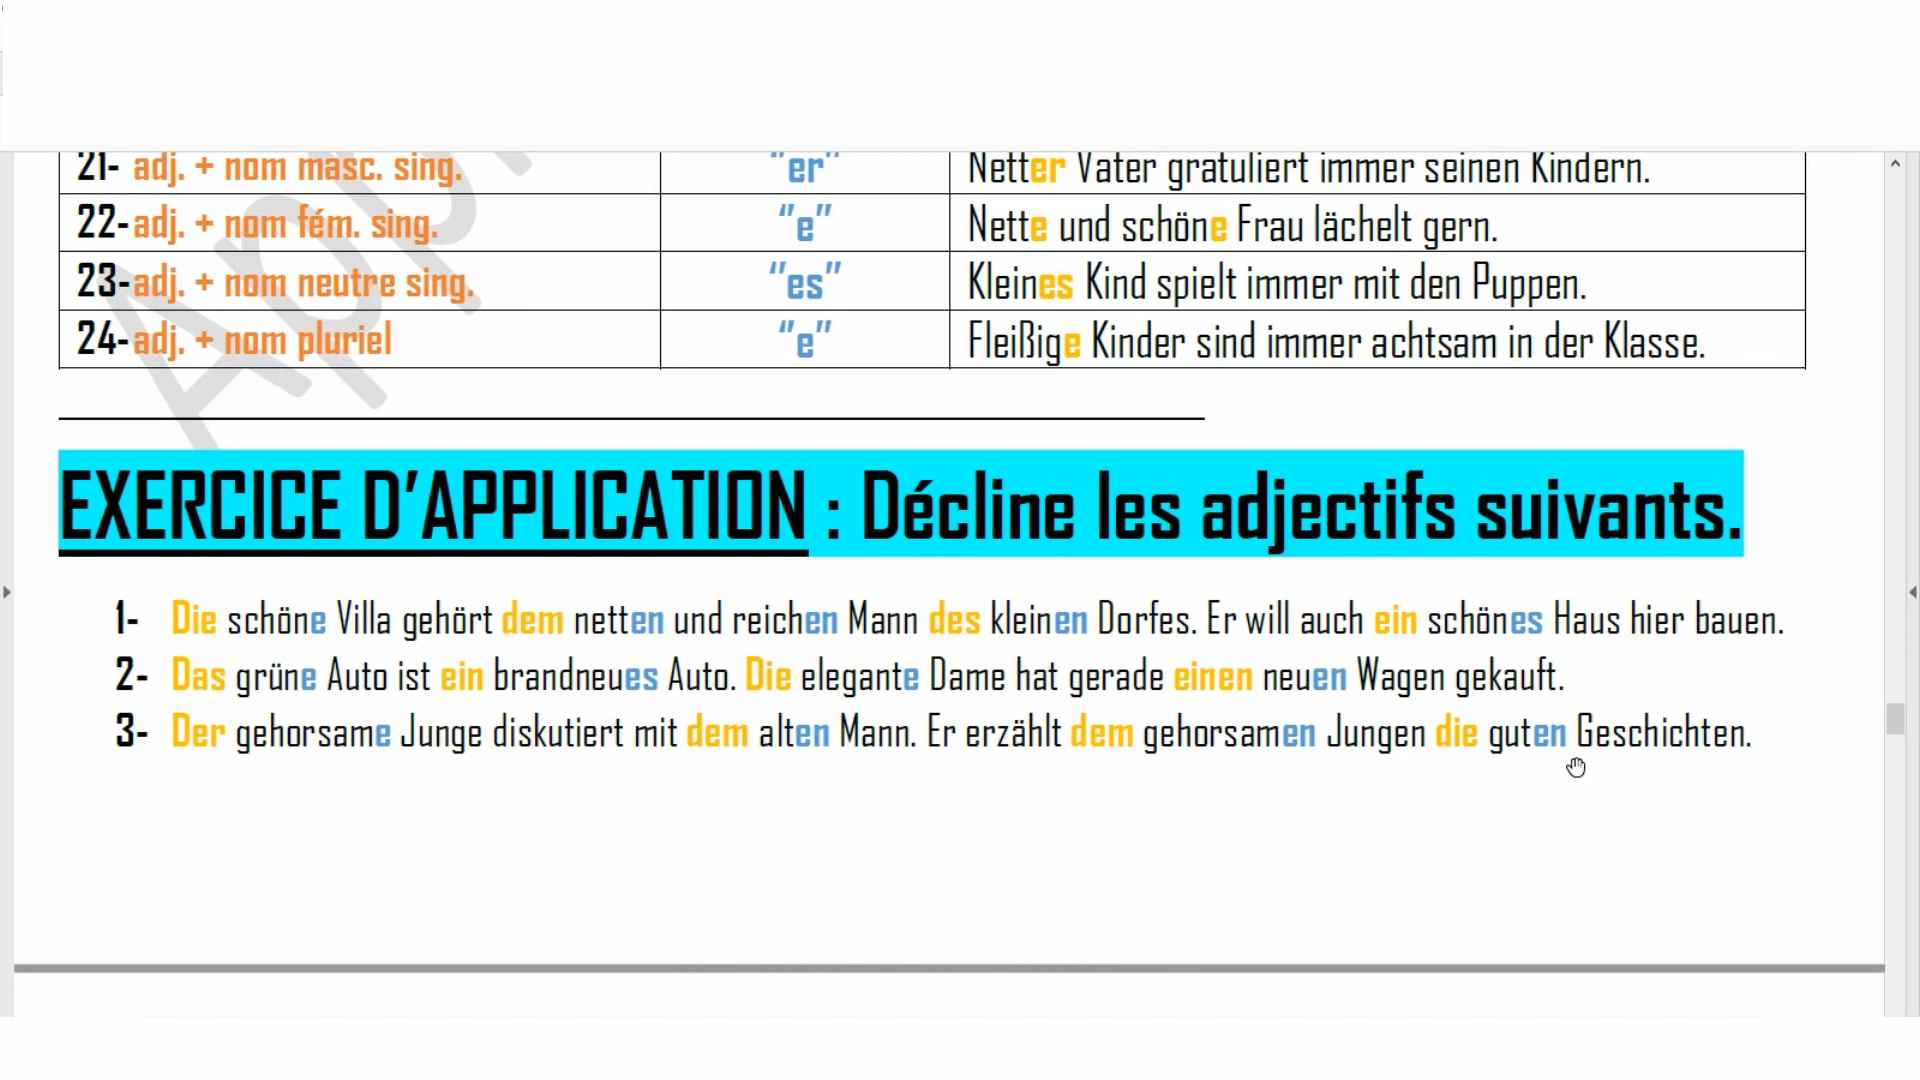 21- adj. + nom masc. sing. ‘’er’’ Netter Vater gratuliert immer seinen Kindern.
22- adj. + nom fém. sing. ‘’e’’ Nette und schöne Frau lächelt gern.
23- adj. + nom neutre sing. ‘’es’’ Kleines Kind spielt immer mit den Puppen.
24- adj. + nom pluriel ‘’e’’ Fleißige Kinder sind immer achtsam in der Klasse.
EXERCICE D’APPLICATION : Décline les adjectifs suivants.
1- Die schöne Villa gehört dem netten und reichen Mann des kleinen Dorfes. Er will auch ein schönes Haus hier bauen.
2- Das grüne Auto ist ein brandneues Auto. Die elegante Dame hat gerade einen neuen Wagen gekauft.
3- Der gehorsame Junge diskutiert mit dem alten Mann. Er erzählt dem gehorsamen Jungen die guten Geschichten.